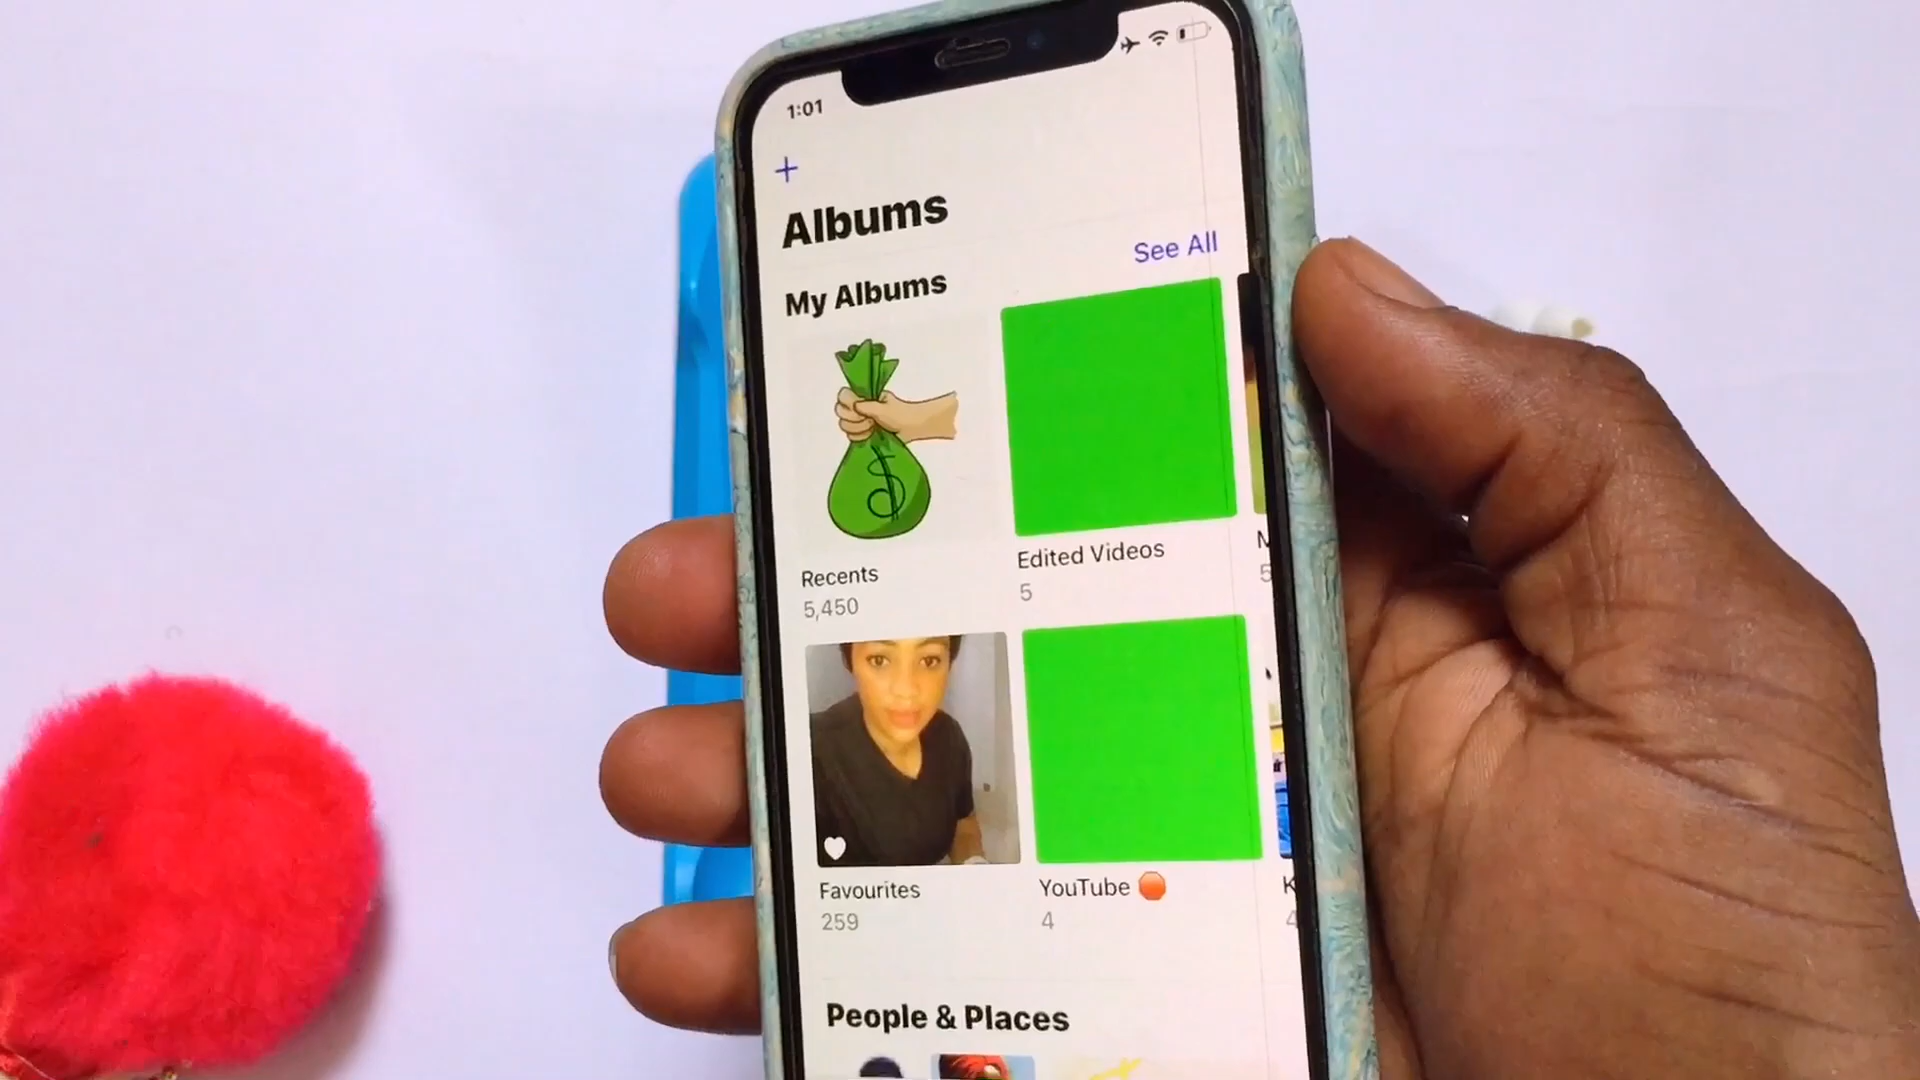 1:01
+
Albums
My Albums
See All
Recents
5,450
Edited Videos
5
Favourites
259
YouTube 🛑
4
People & Places